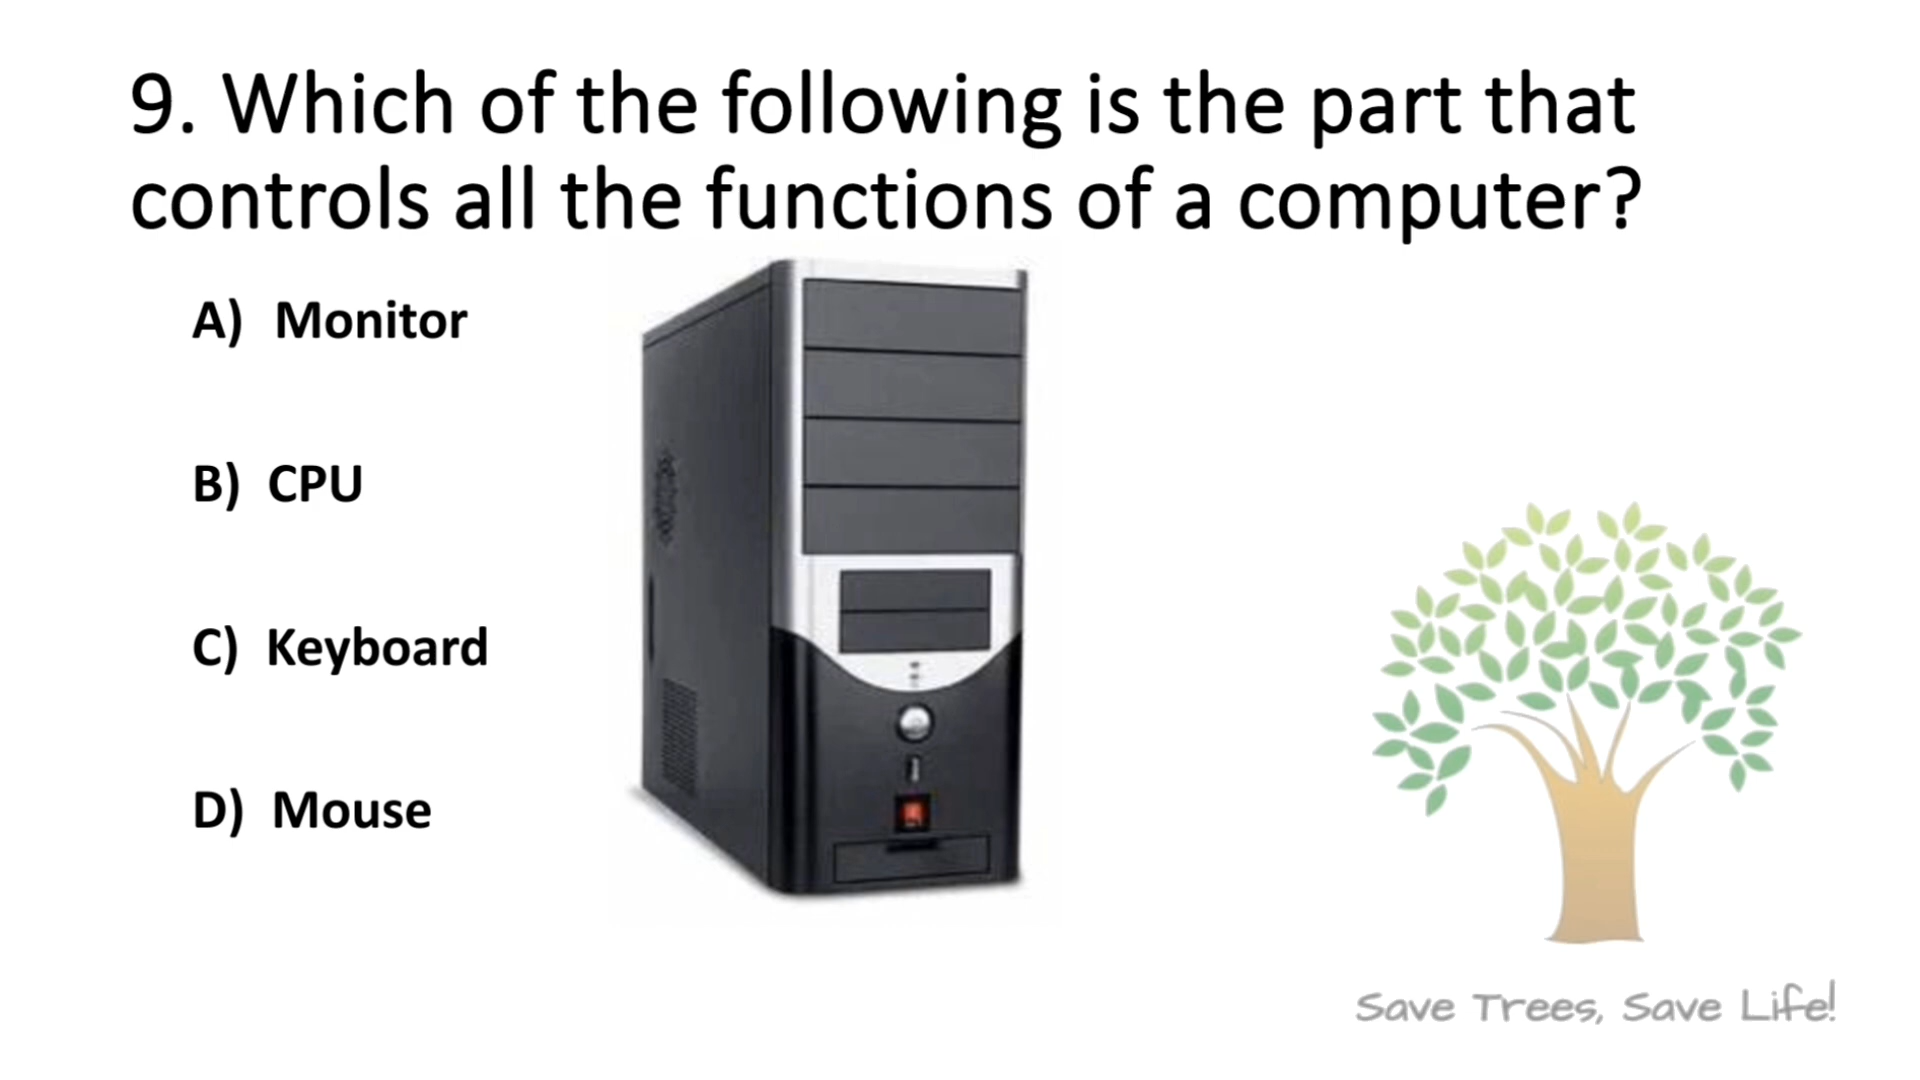 9. Which of the following is the part that
controls all the functions of a computer?
A) Monitor
B) CPU
C) Keyboard
D) Mouse
Save Trees, Save Life!